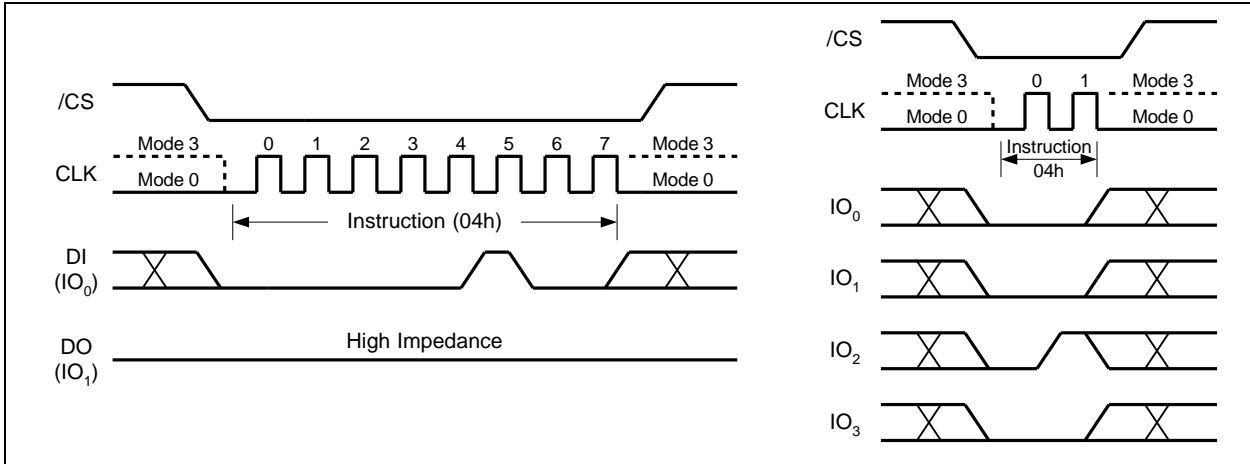 /CS
Mode 3 0 1 2 3 4 5 6 7 Mode 3
CLK
Mode 0 Mode 0
Instruction (04h)
DI
(IO0)
High Impedance
DO
(IO1)
/CS
Mode 3 0 1 Mode 3
CLK
Mode 0 Mode 0
Instruction
04h
IO0
IO1
IO2
IO3